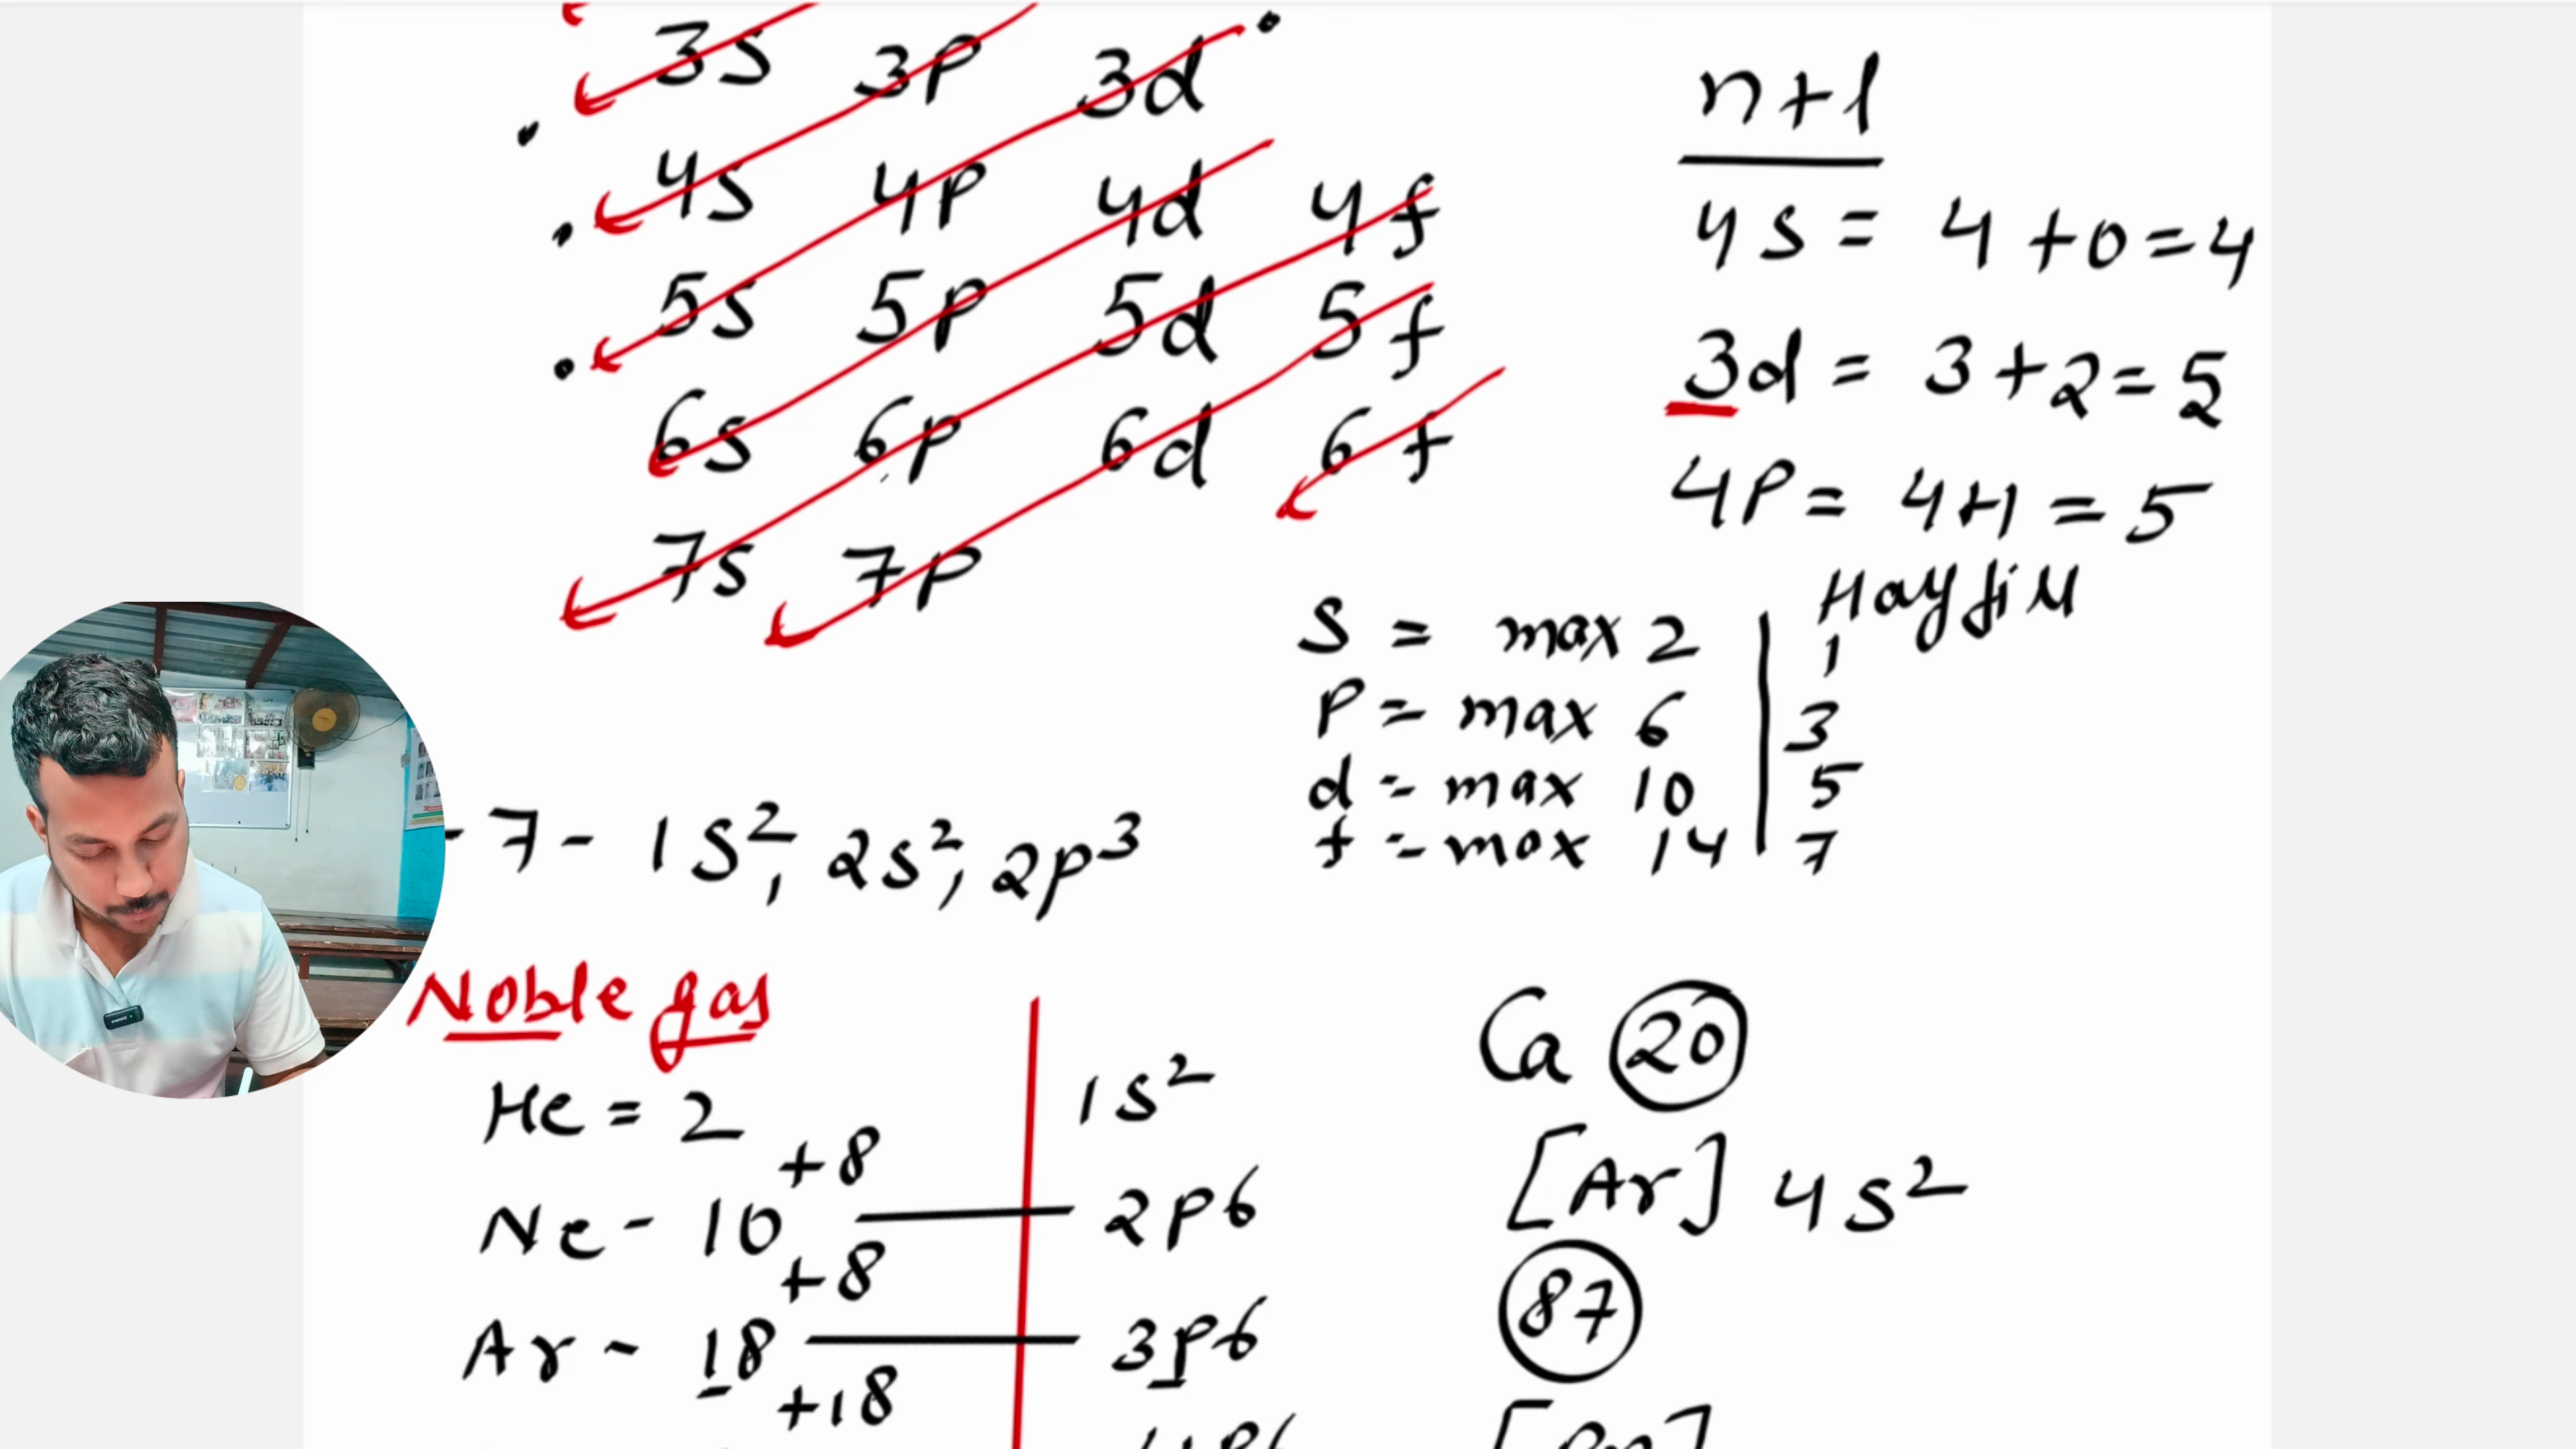 3s 3p 3d
4s 4p 4d 4f
5s 5p 5d 5f
6s 6p 6d 6f
7s 7p
n+l
4s = 4+0=4
3d = 3+2=5
4p = 4+1=5
Hayfill
s = max 2 | 1
p = max 6 | 3
d = max 10 | 5
f = max 14 | 7
- 7 - 1s², 2s², 2p³
Noble gas
He = 2 1s²
+8
Ne - 10 2p6
+8
Ar - 18 3p6
+18
4p6
Ca 20
[Ar] 4s²
87
[Rn]